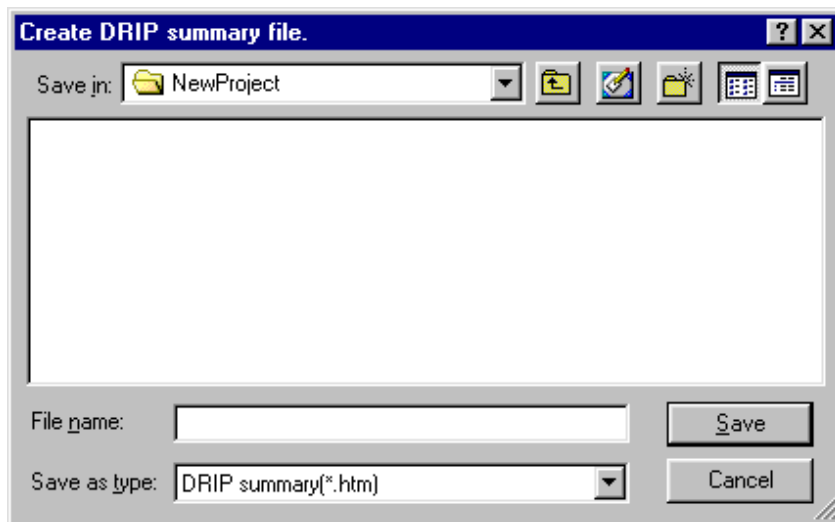 Create DRIP summary file.
Save in: NewProject
File name:
Save
Save as type: DRIP summary(*.htm)
Cancel